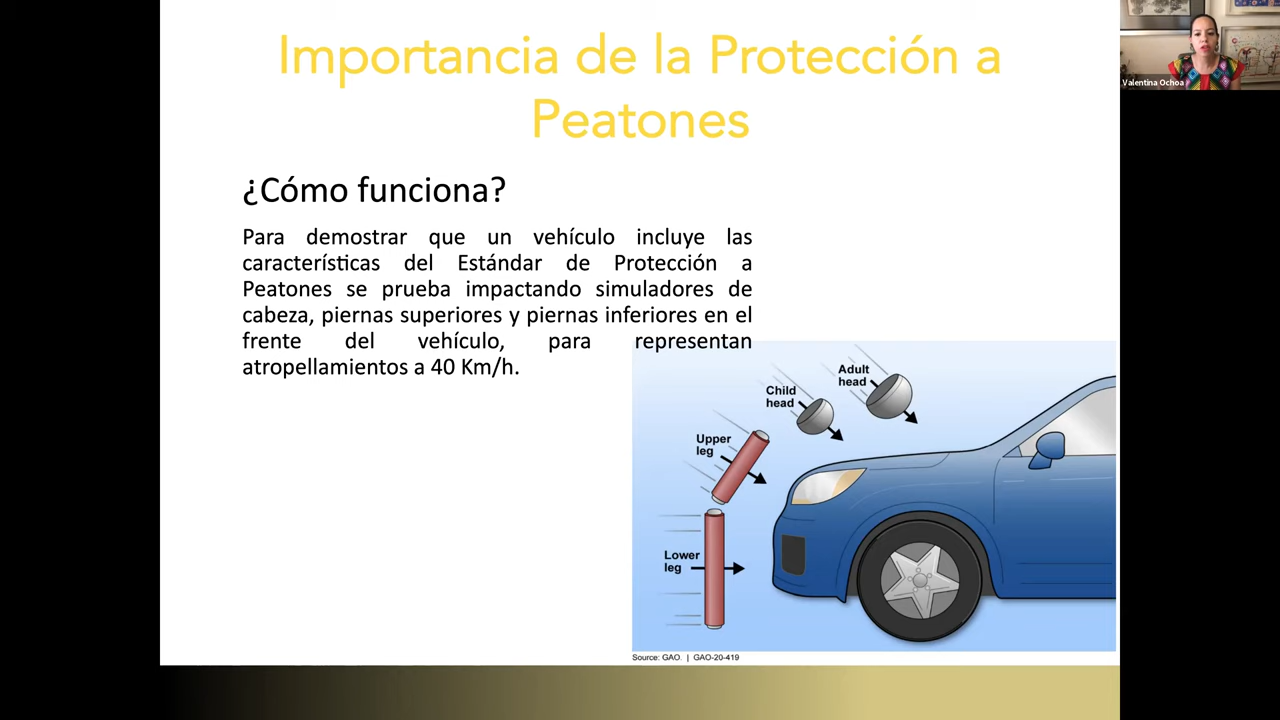 Importancia de la Protección a
Peatones
Valentina Ochoa
¿Cómo funciona?
Para demostrar que un vehículo incluye las
características del Estándar de Protección a
Peatones se prueba impactando simuladores de
cabeza, piernas superiores y piernas inferiores en el
frente del vehículo, para representan
atropellamientos a 40 Km/h.
Adult
head
Child
head
Upper
leg
Lower
leg
Source: GAO. | GAO-20-419